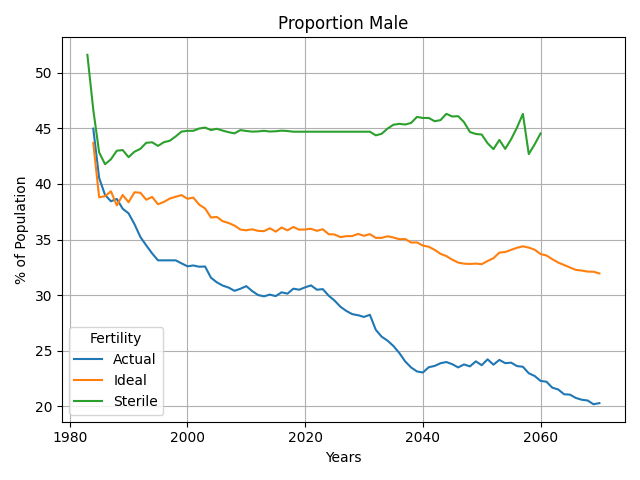 Proportion Male
% of Population
50
45
40
35
30
25
20
Fertility
Actual
Ideal
Sterile
1980
2000
2020
2040
2060
Years